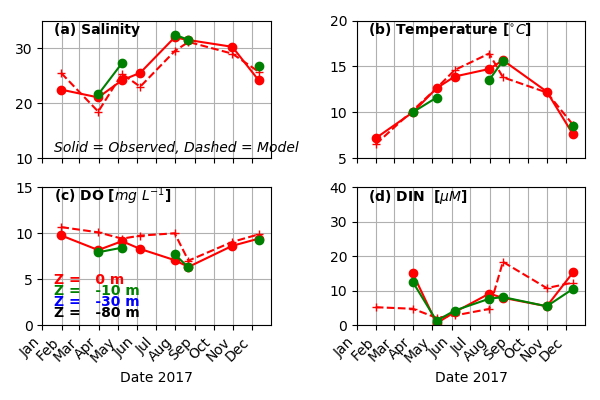 (a) Salinity
30
20
10
Solid = Observed, Dashed = Model
(b) Temperature [°C]
20
15
10
5
(c) DO [mg L⁻¹]
15
10
5
0
Z = 0 m
Z = -10 m
Z = -30 m
Z = -80 m
Jan Feb Mar Apr May Jun Jul Aug Sep Oct Nov Dec
Date 2017
(d) DIN [μM]
40
30
20
10
0
Jan Feb Mar Apr May Jun Jul Aug Sep Oct Nov Dec
Date 2017